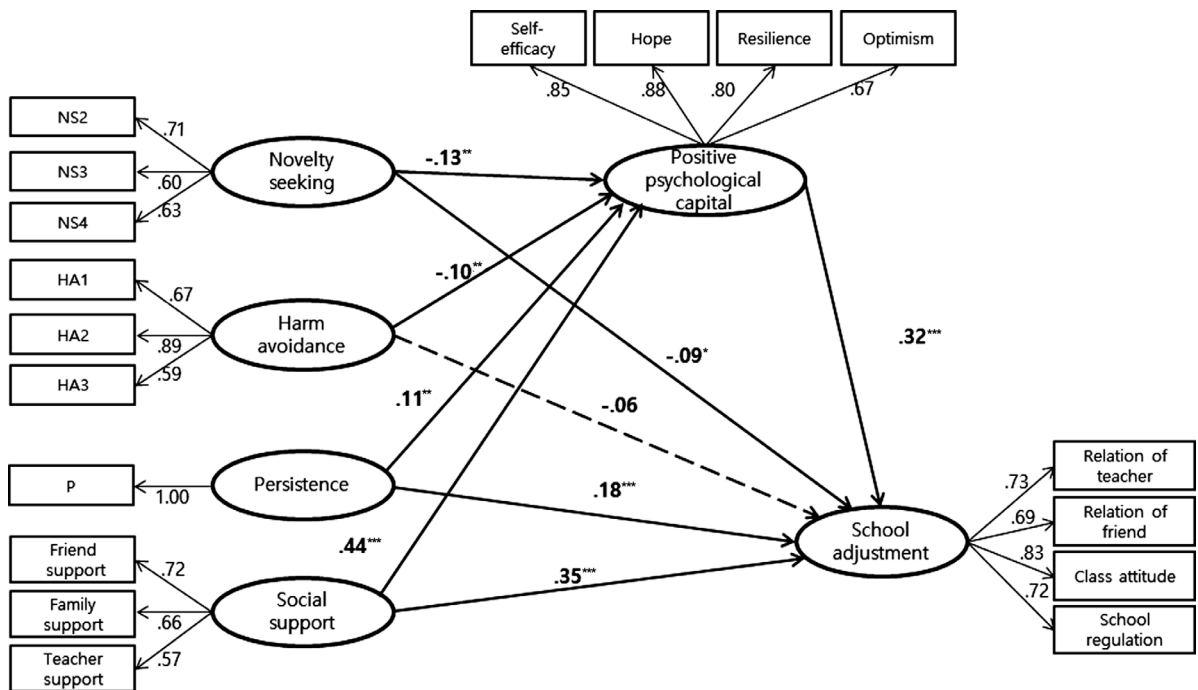 Self-
efficacy
Hope
Resilience
Optimism
.85
.88
.80
.67
NS2
NS3
NS4
.71
.60
.63
Novelty
seeking
-.13**
Positive
psychological
capital
HA1
HA2
HA3
.67
.89
.59
Harm
avoidance
-.10**
-.09*
.32***
.11**
-.06
P
1.00
Persistence
.18***
Friend
support
Family
support
Teacher
support
.72
.66
.57
Social
support
.44***
.35***
School
adjustment
.73
.69
.83
.72
Relation of
teacher
Relation of
friend
Class attitude
School
regulation